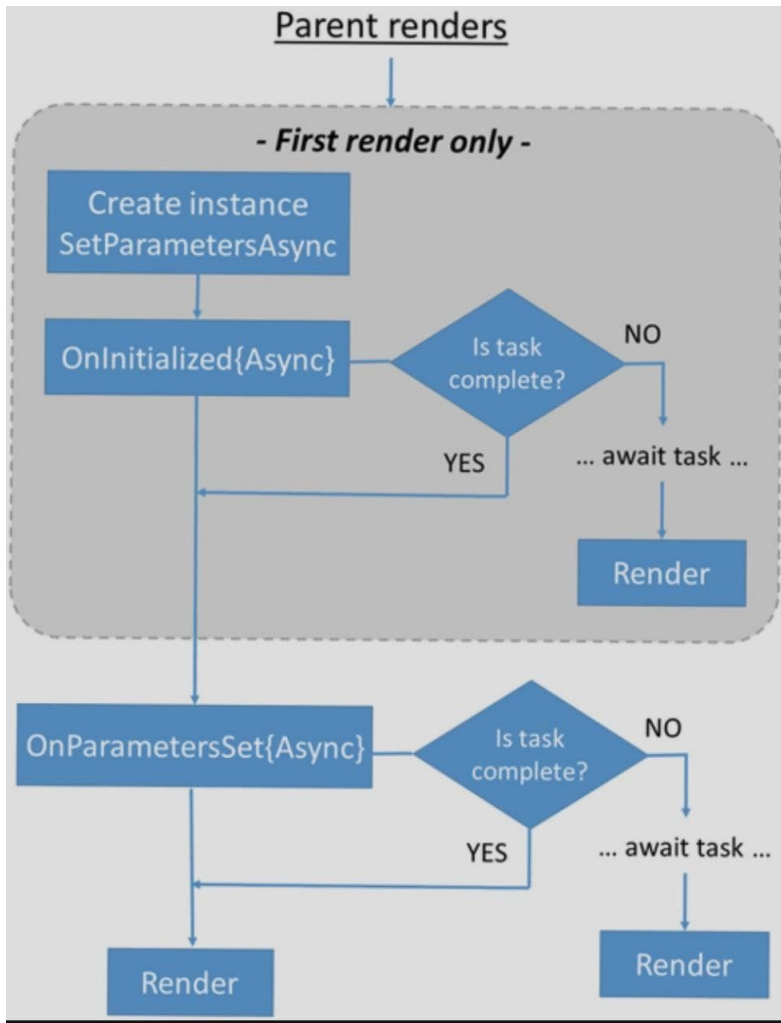 Parent renders
- First render only -
Create instance
SetParametersAsync
OnInitialized{Async}
Is task
complete?
NO
YES
... await task ...
Render
OnParametersSet{Async}
Is task
complete?
NO
YES
... await task ...
Render
Render